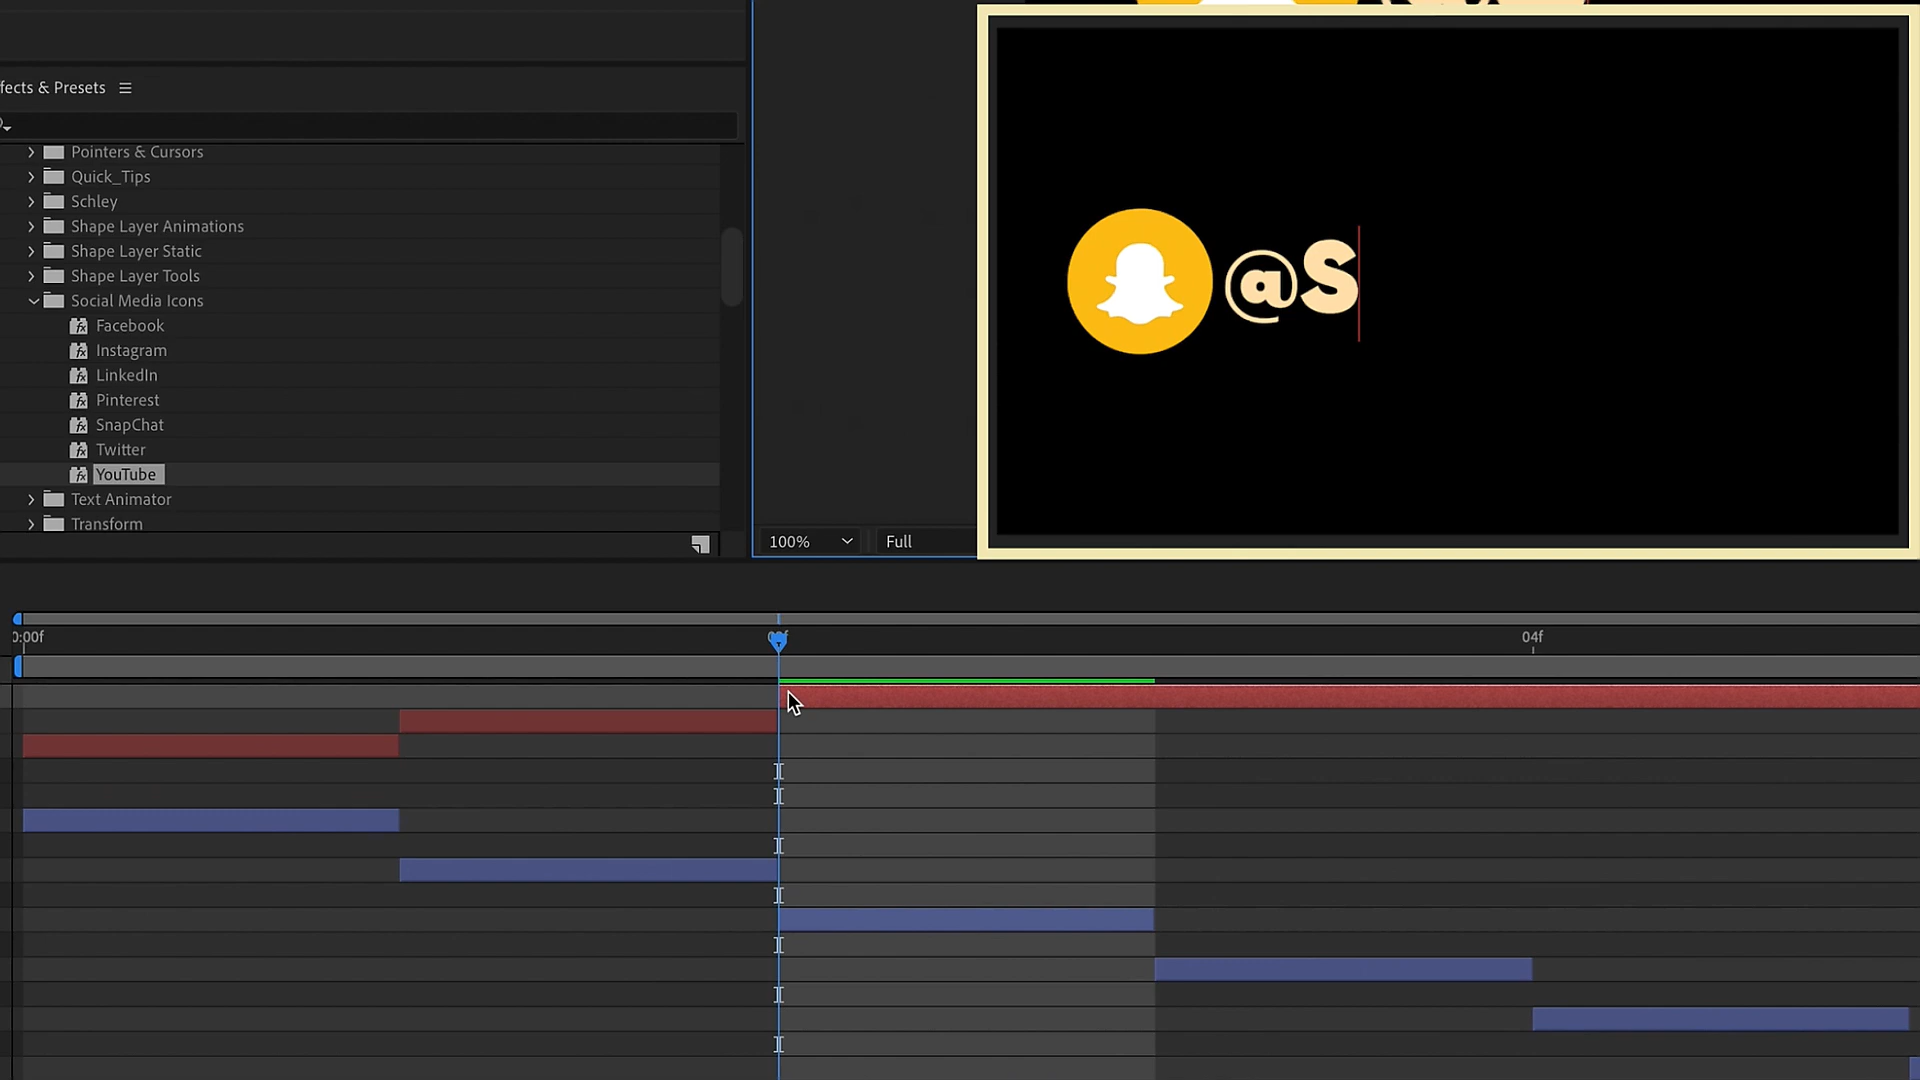 ffects & Presets
Pointers & Cursors
Quick_Tips
Schley
Shape Layer Animations
Shape Layer Static
Shape Layer Tools
Social Media Icons
Facebook
Instagram
LinkedIn
Pinterest
SnapChat
Twitter
YouTube
Text Animator
Transform
@S
100%
Full
0:00f
04f